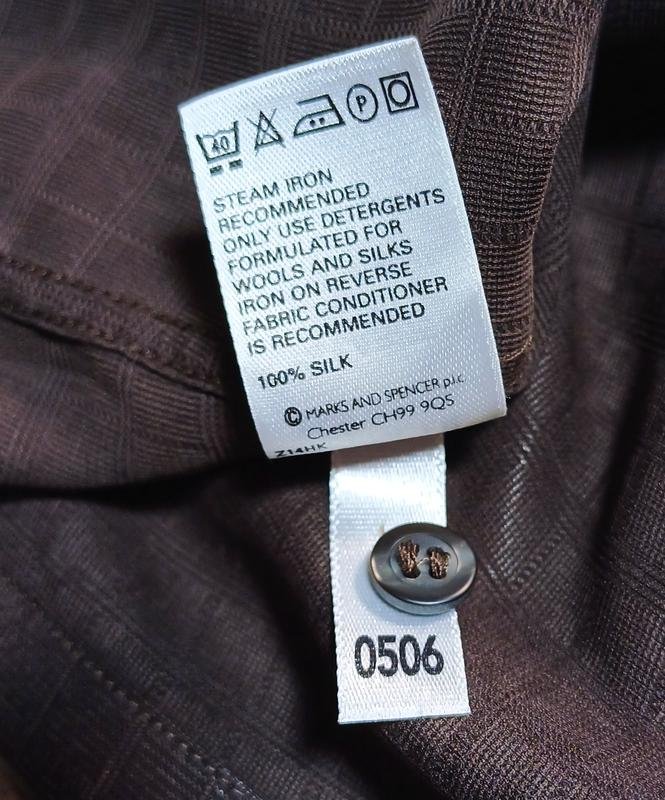 40
P
STEAM IRON
RECOMMENDED
ONLY USE DETERGENTS
FORMULATED FOR
WOOLS AND SILKS
IRON ON REVERSE
FABRIC CONDITIONER
IS RECOMMENDED
100% SILK
© MARKS AND SPENCER p.l.c.
Chester CH99 9QS
Z14HK
0506